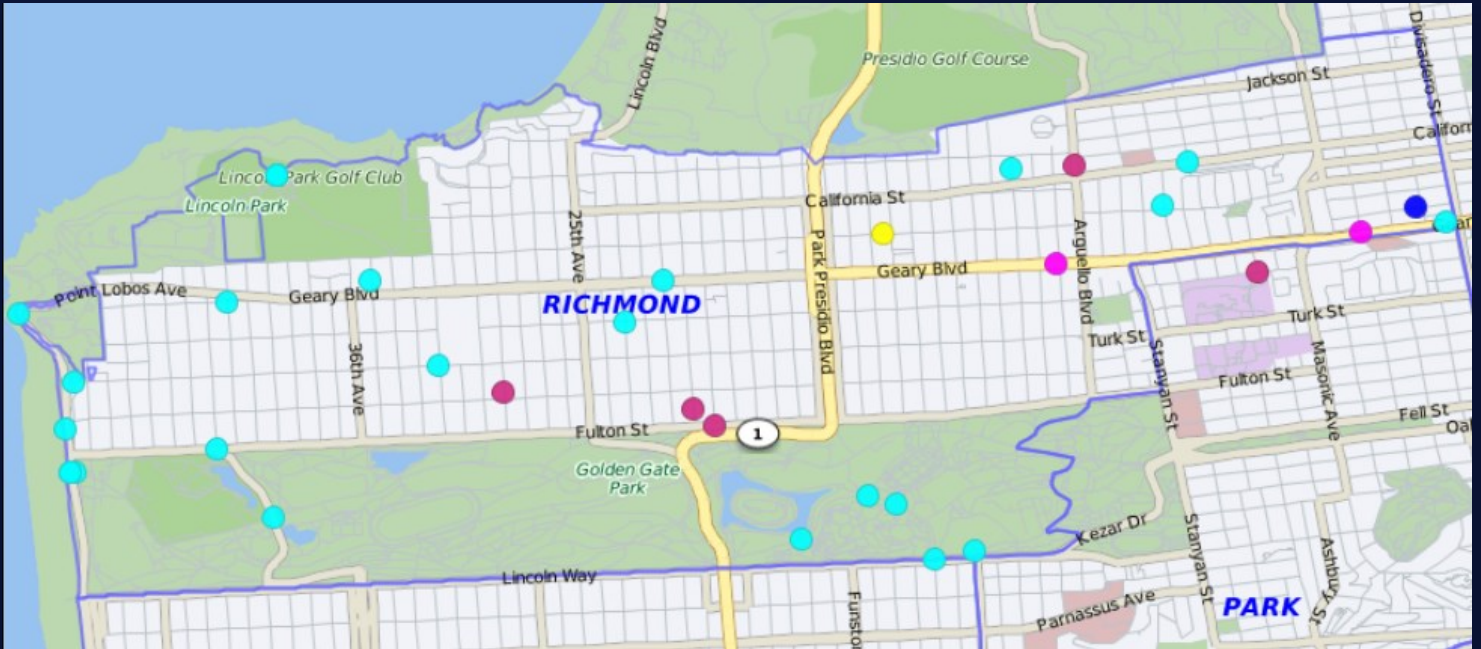 Lincoln Blvd
Presidio Golf Course
Divisadero St
Jackson St
Lincoln Park Golf Club
Lincoln Park
California St
25th Ave
Park Presidio Blvd
Arguello Blvd
Geary Blvd
Point Lobos Ave
Geary Blvd
RICHMOND
36th Ave
Turk St
Turk St
Stanyan St
Masonic Ave
Fulton St
Fulton St
1
Fell St
Golden Gate
Park
Kezar Dr
Stanyan St
Ashbury St
Lincoln Way
Parnassus Ave
PARK